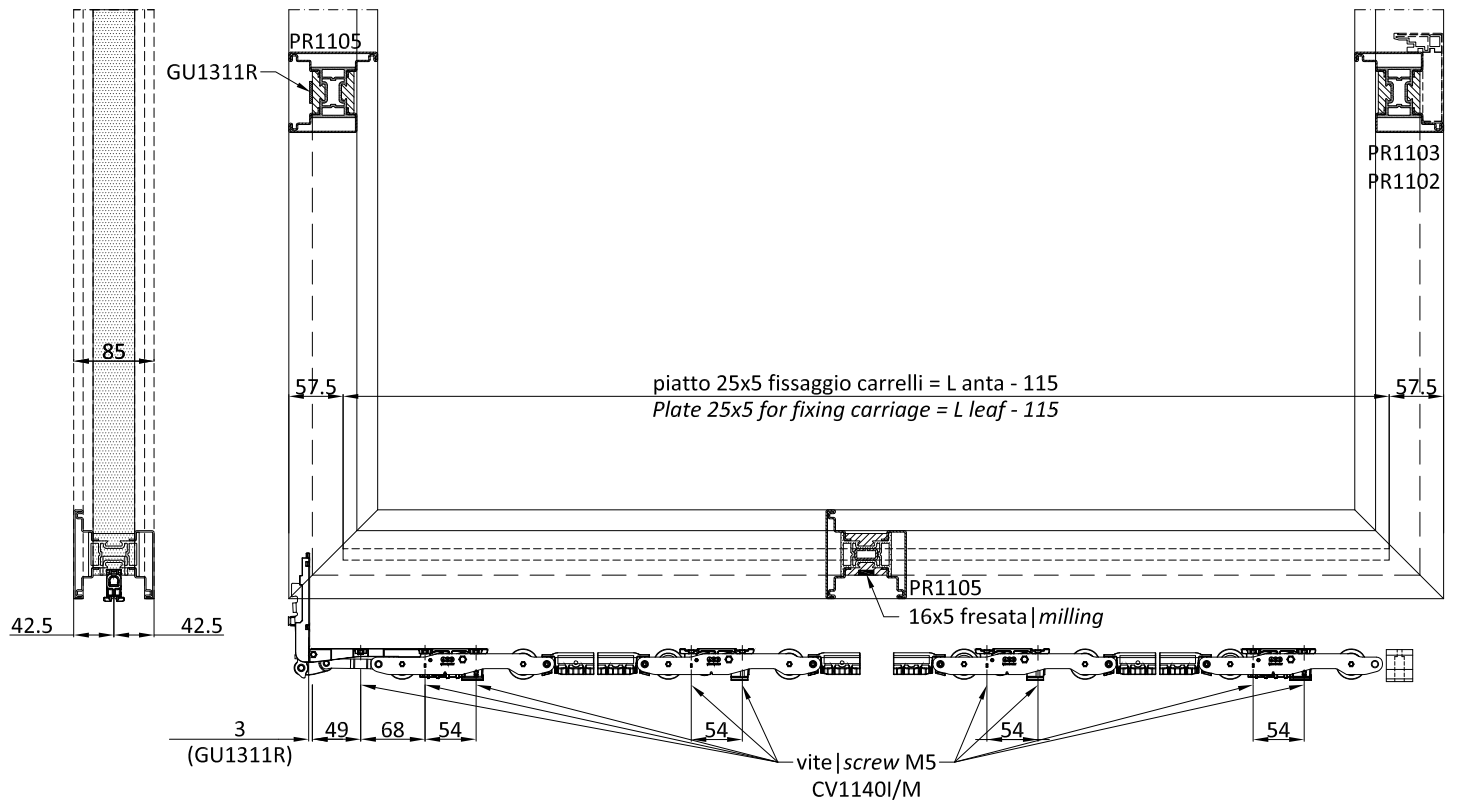 PR1105
GU1311R
PR1103
PR1102
85
57.5
piatto 25x5 fissaggio carrelli = L anta - 115
57.5
Plate 25x5 for fixing carriage = L leaf - 115
PR1105
16x5 fresata|milling
42.5
42.5
3
(GU1311R)
49
68
54
54
54
54
vite|screw M5
CV1140I/M